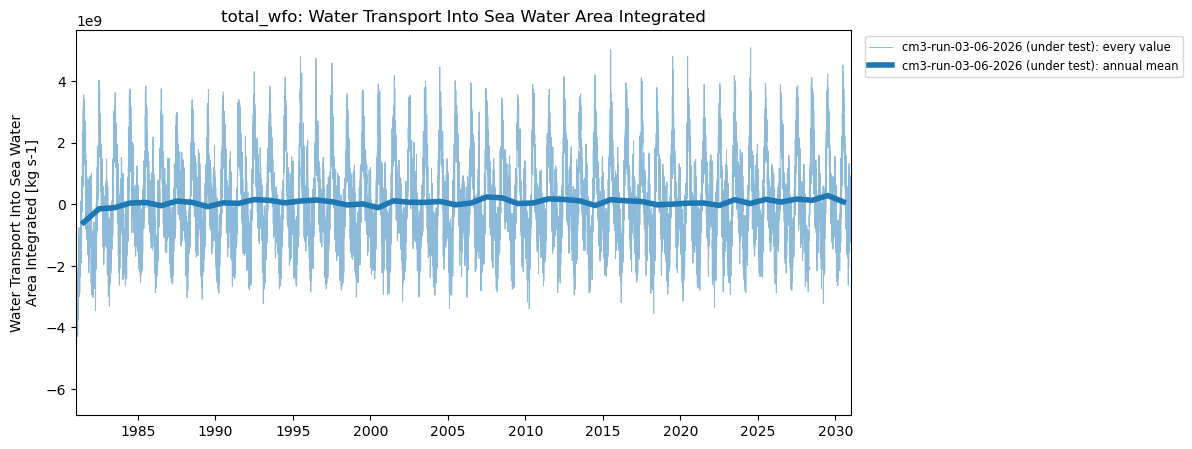 total_wfo: Water Transport Into Sea Water Area Integrated
1e9
cm3-run-03-06-2026 (under test): every value
cm3-run-03-06-2026 (under test): annual mean
Water Transport Into Sea Water
Area Integrated [kg s-1]
4
2
0
−2
−4
−6
1985 1990 1995 2000 2005 2010 2015 2020 2025 2030